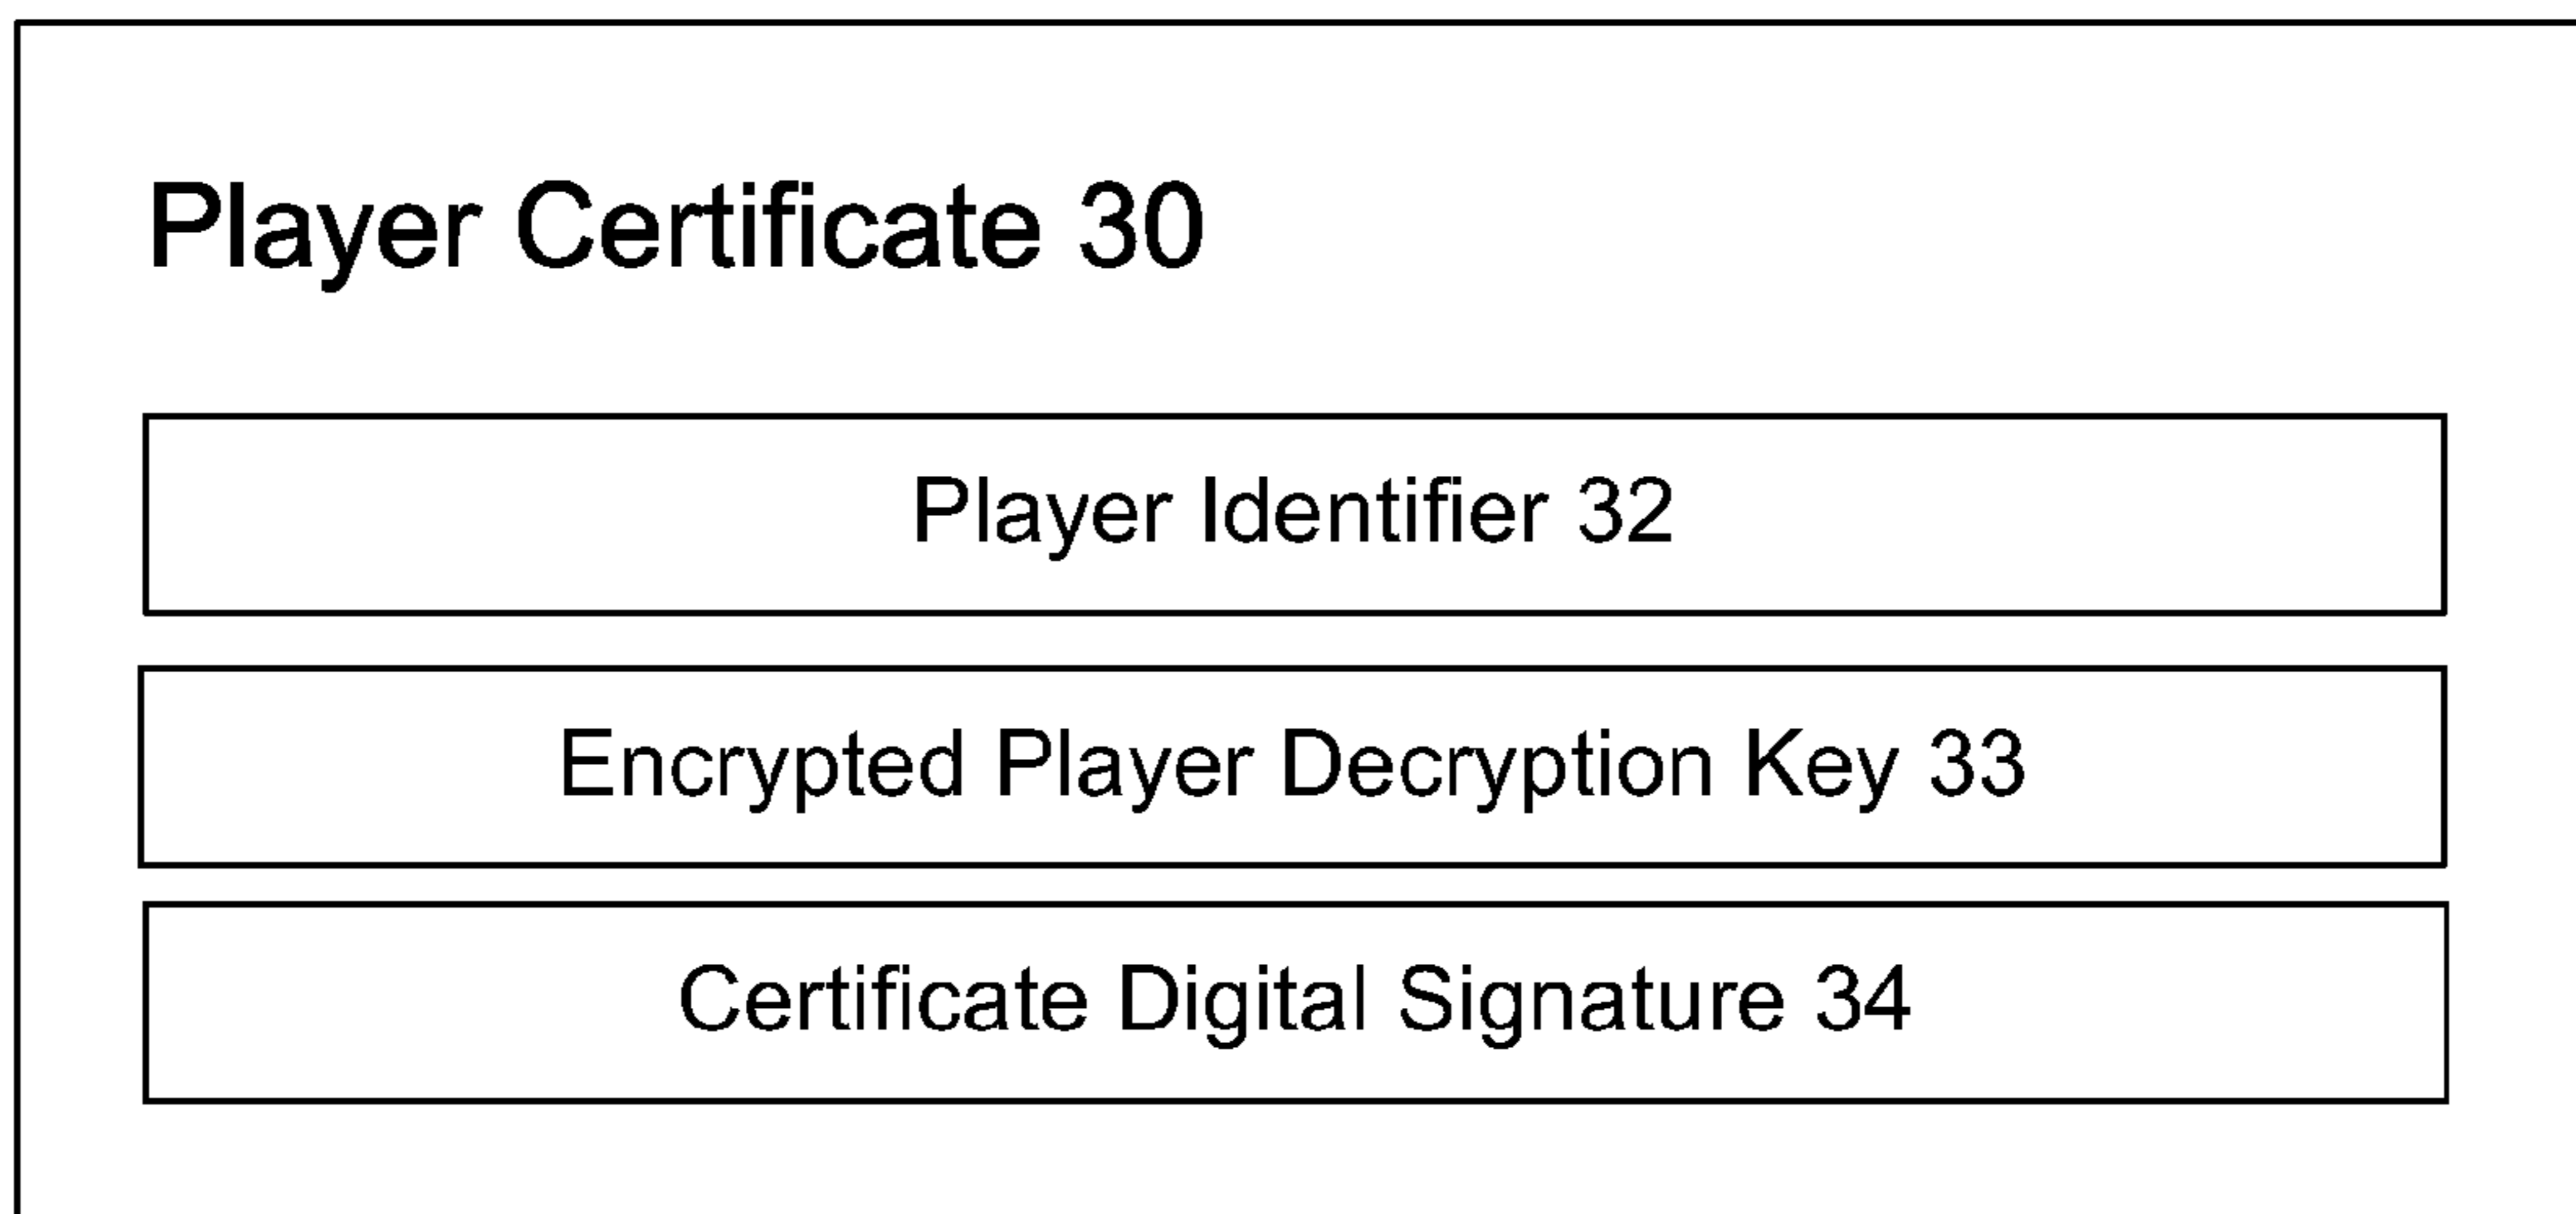 Player Certificate 30
Player Identifier 32
Encrypted Player Decryption Key 33
Certificate Digital Signature 34